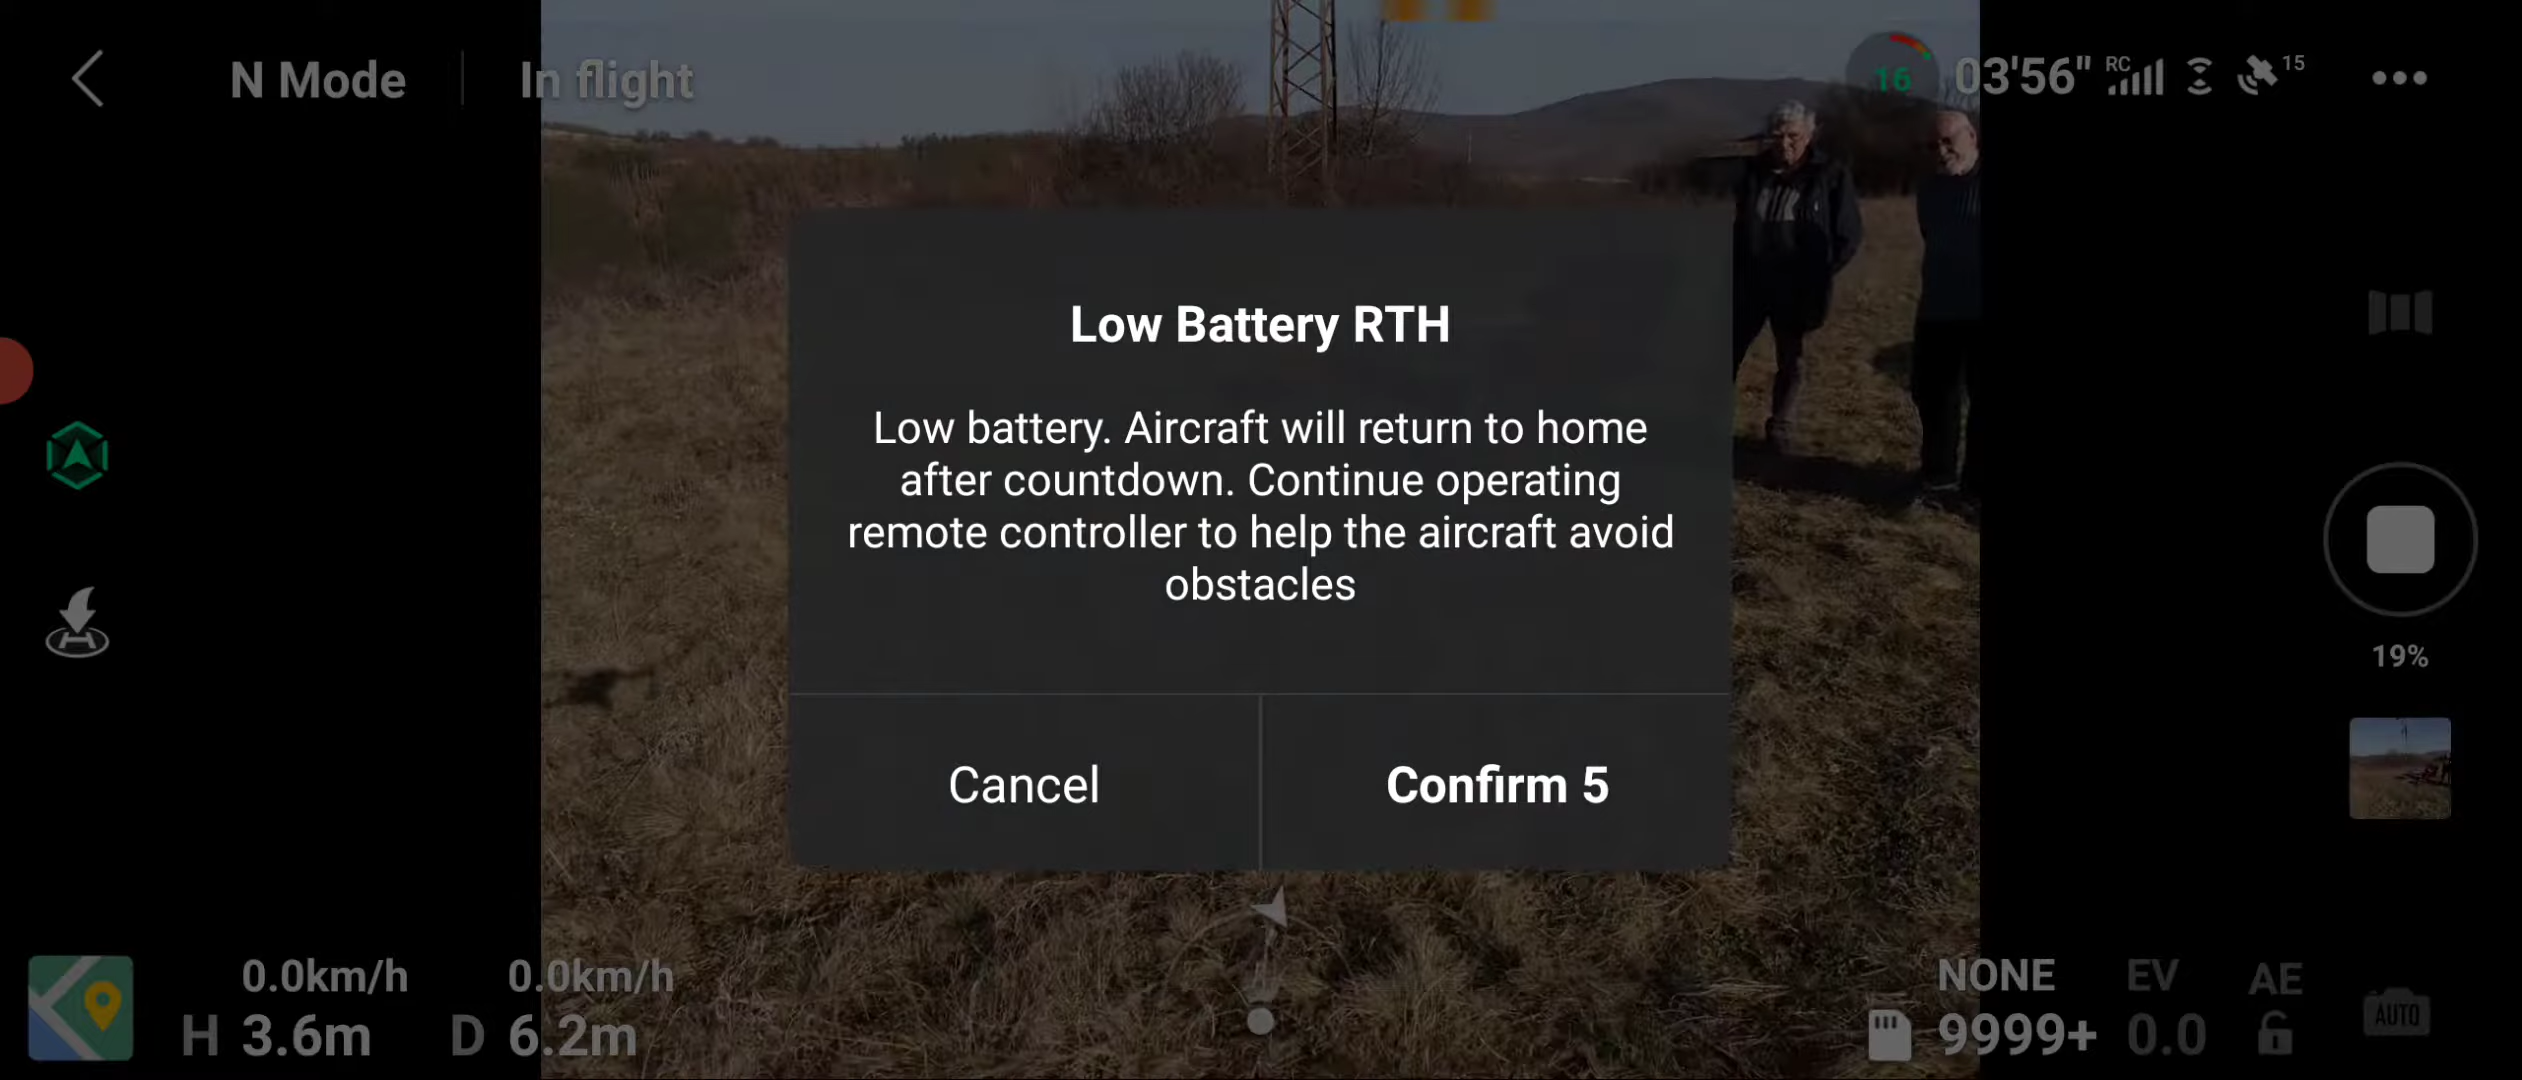 N Mode
In flight
16
03'56"
RC
15
Low Battery RTH
Low battery. Aircraft will return to home
after countdown. Continue operating
remote controller to help the aircraft avoid
obstacles
Cancel
Confirm 5
19%
0.0km/h
0.0km/h
H 3.6m
D 6.2m
NONE
9999+
EV
0.0
AE
AUTO